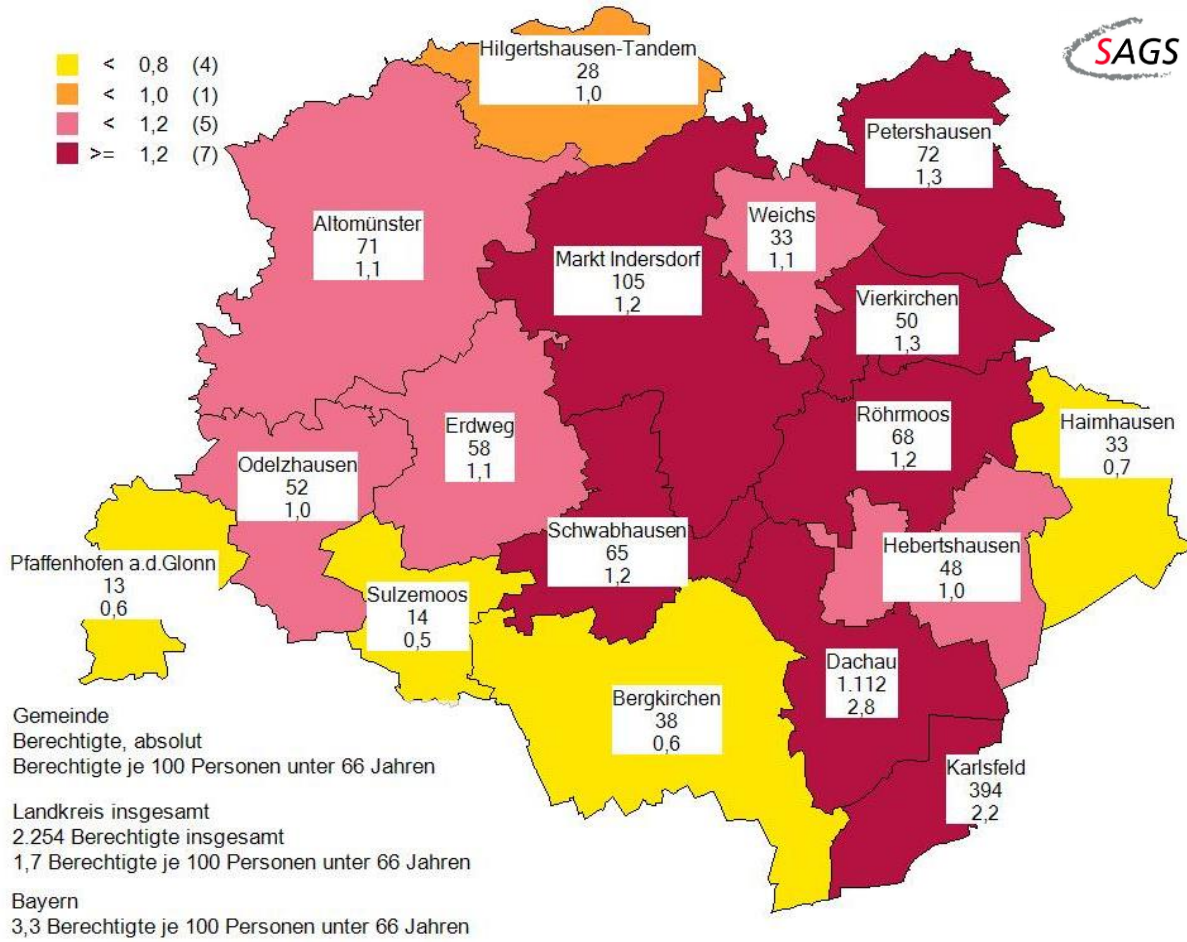 SAGS
< 0,8 (4)
< 1,0 (1)
< 1,2 (5)
>= 1,2 (7)
Hilgertshausen-Tandern
28
1,0
Petershausen
72
1,3
Altomünster
71
1,1
Weichs
33
1,1
Markt Indersdorf
105
1,2
Vierkirchen
50
1,3
Erdweg
58
1,1
Röhrmoos
68
1,2
Haimhausen
33
0,7
Odelzhausen
52
1,0
Schwabhausen
65
1,2
Hebertshausen
48
1,0
Pfaffenhofen a.d.Glonn
13
0,6
Sulzemoos
14
0,5
Dachau
1.112
2,8
Bergkirchen
38
0,6
Karlsfeld
394
2,2
Gemeinde
Berechtigte, absolut
Berechtigte je 100 Personen unter 66 Jahren
Landkreis insgesamt
2.254 Berechtigte insgesamt
1,7 Berechtigte je 100 Personen unter 66 Jahren
Bayern
3,3 Berechtigte je 100 Personen unter 66 Jahren